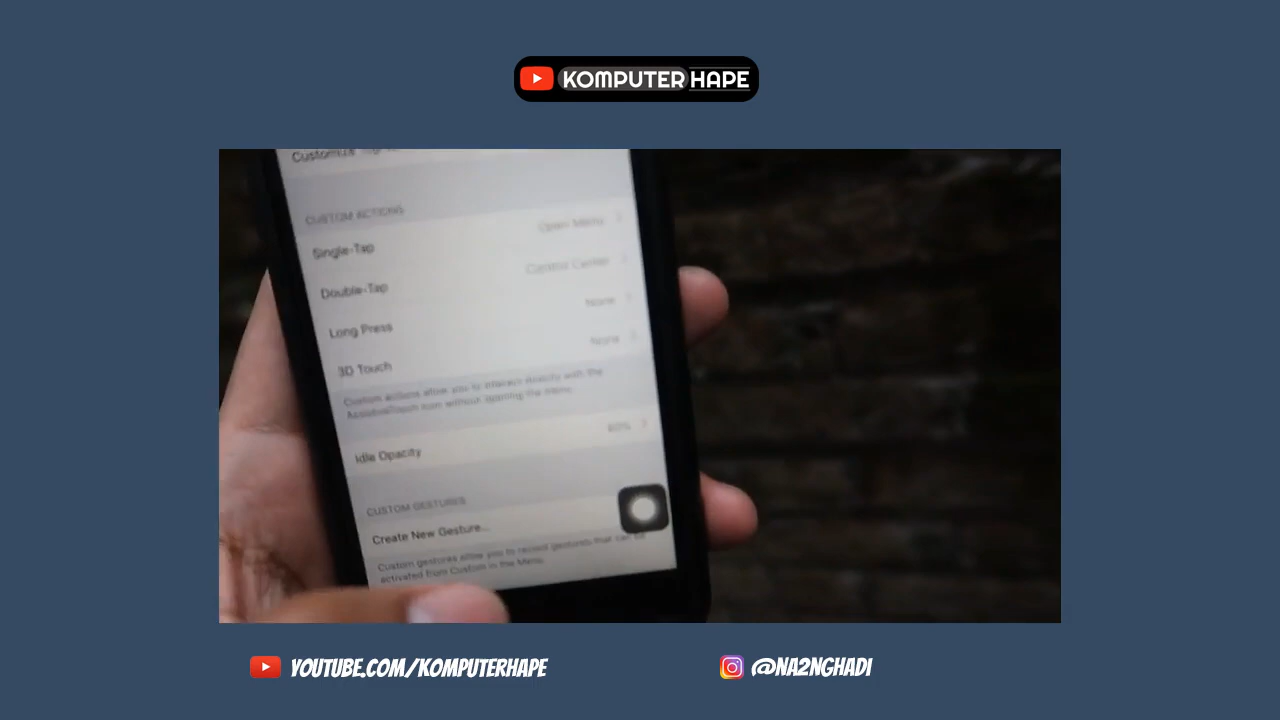 KOMPUTER HAPE
Customize
CUSTOM ACTIONS
Single-Tap Open Menu
Double-Tap Control Center
Long Press None
3D Touch None
Custom actions allow you to interact directly with the
AssistiveTouch icon without opening the menu.
Idle Opacity 40%
CUSTOM GESTURES
Create New Gesture...
Custom gestures allow you to record gestures that can be
activated from Custom in the Menu.
YOUTUBE.COM/KOMPUTERHAPE
@NA2NGHADI